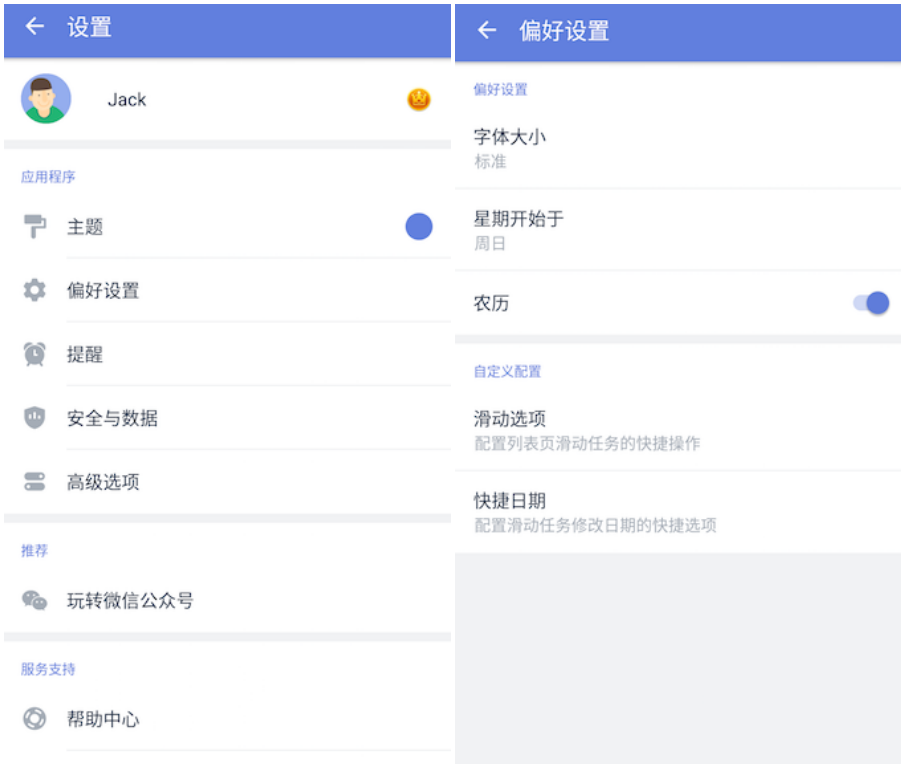 设置
Jack
应用程序
主题
偏好设置
提醒
安全与数据
高级选项
推荐
玩转微信公众号
服务支持
帮助中心
偏好设置
偏好设置
字体大小
标准
星期开始于
周日
农历
自定义配置
滑动选项
配置列表页滑动任务的快捷操作
快捷日期
配置滑动任务修改日期的快捷选项